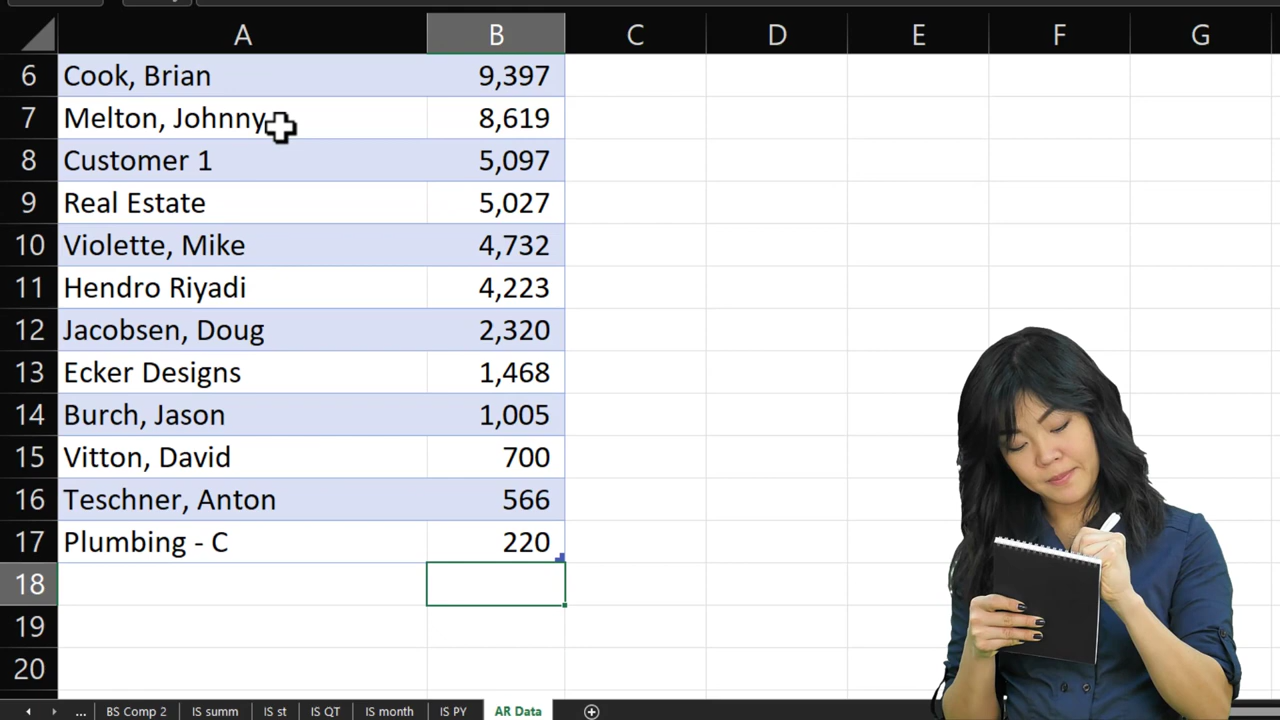 A B C D E F G
6 Cook, Brian 9,397
7 Melton, Johnny 8,619
8 Customer 1 5,097
9 Real Estate 5,027
10 Violette, Mike 4,732
11 Hendro Riyadi 4,223
12 Jacobsen, Doug 2,320
13 Ecker Designs 1,468
14 Burch, Jason 1,005
15 Vitton, David 700
16 Teschner, Anton 566
17 Plumbing - C 220
18
19
20
... BS Comp 2 IS summ IS st IS QT IS month IS PY AR Data